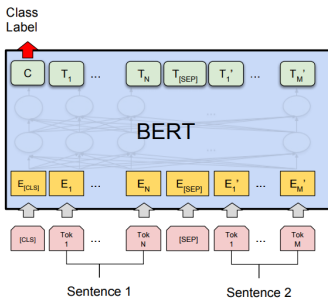 Class
Label
C T1 ... TN T[SEP] T1' ... TM'
BERT
E[CLS] E1 ... EN E[SEP] E1' ... EM'
[CLS] Tok 1 ... Tok N [SEP] Tok 1 ... Tok M
Sentence 1 Sentence 2